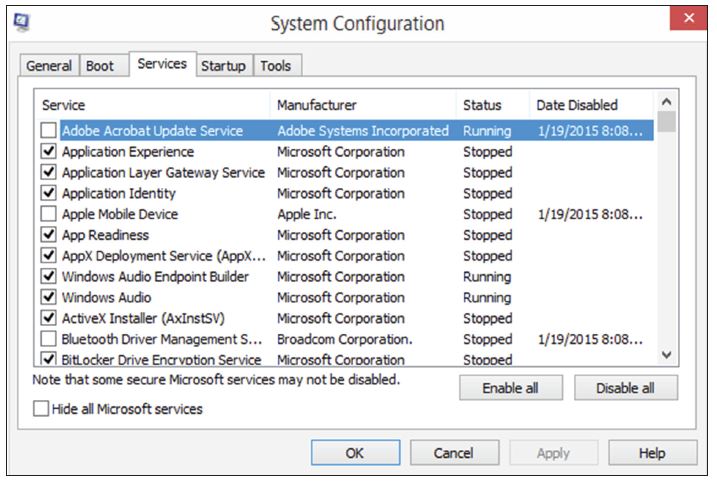 System Configuration
General Boot Services Startup Tools
Service Manufacturer Status Date Disabled
Adobe Acrobat Update Service Adobe Systems Incorporated Running 1/19/2015 8:08...
Application Experience Microsoft Corporation Stopped
Application Layer Gateway Service Microsoft Corporation Stopped
Application Identity Microsoft Corporation Stopped
Apple Mobile Device Apple Inc. Stopped 1/19/2015 8:08...
App Readiness Microsoft Corporation Stopped
AppX Deployment Service (AppX... Microsoft Corporation Stopped
Windows Audio Endpoint Builder Microsoft Corporation Running
Windows Audio Microsoft Corporation Running
ActiveX Installer (AxInstSV) Microsoft Corporation Stopped
Bluetooth Driver Management S... Broadcom Corporation. Stopped 1/19/2015 8:08...
BitLocker Drive Encryption Service Microsoft Corporation Stopped
Note that some secure Microsoft services may not be disabled.
Enable all Disable all
Hide all Microsoft services
OK Cancel Apply Help